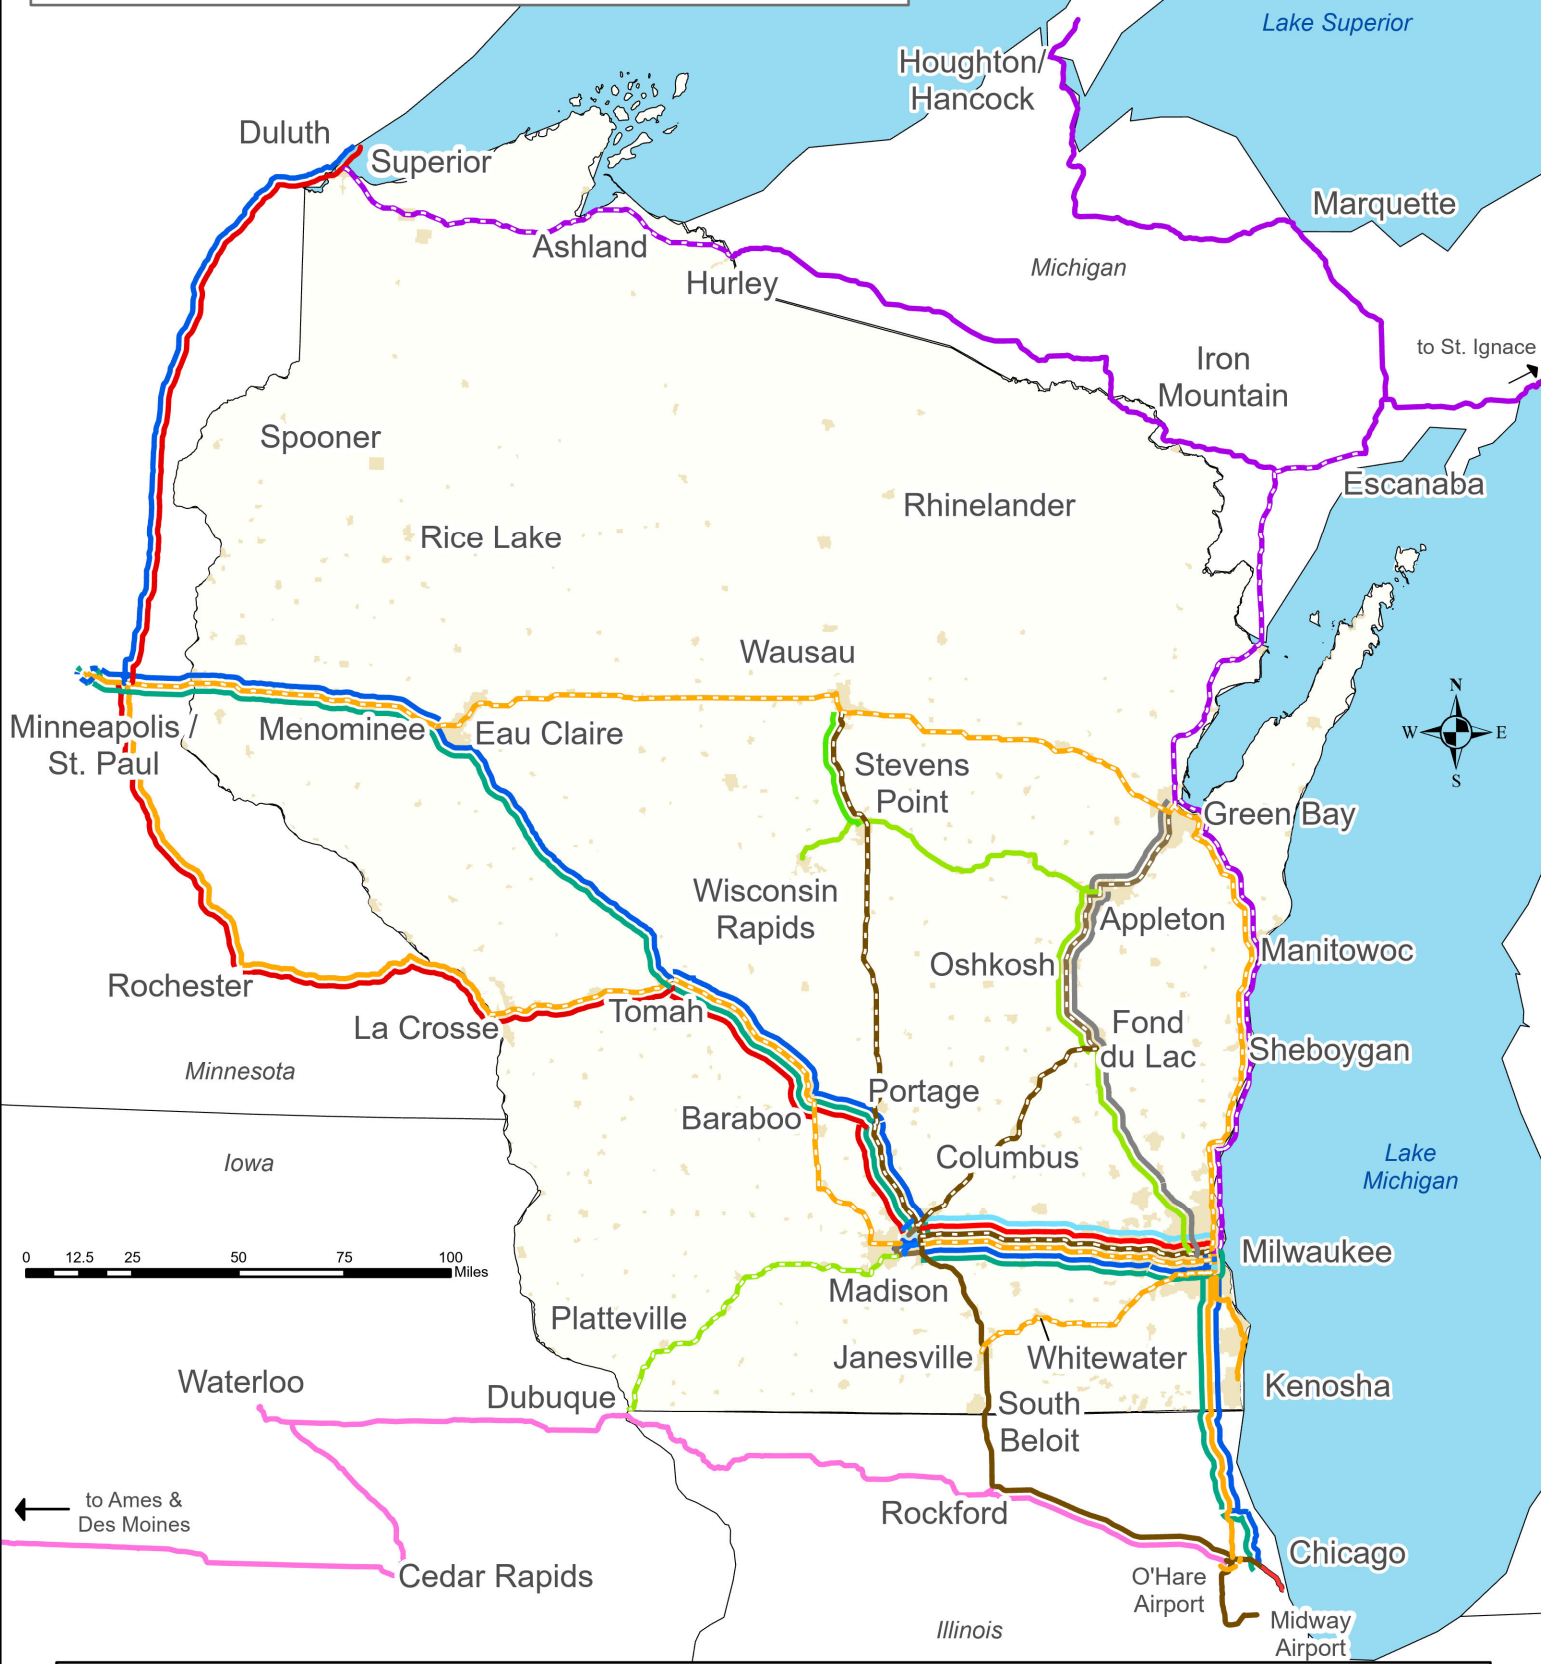 Lake Superior
Houghton/
Hancock
Duluth
Superior
Marquette
Ashland
Michigan
Hurley
to St. Ignace
Iron
Mountain
Spooner
Escanaba
Rhinelander
Rice Lake
Wausau
N
W
E
S
Minneapolis /
St. Paul
Menominee
Eau Claire
Stevens
Point
Green Bay
Wisconsin
Rapids
Appleton
Manitowoc
Oshkosh
Rochester
Tomah
La Crosse
Fond
du Lac
Sheboygan
Minnesota
Portage
Baraboo
Columbus
Iowa
Lake
Michigan
0 12.5 25 50 75 100
Miles
Milwaukee
Madison
Platteville
Janesville
Whitewater
Waterloo
Dubuque
Kenosha
South
Beloit
to Ames &
Des Moines
Rockford
Chicago
Cedar Rapids
O'Hare
Airport
Illinois
Midway
Airport